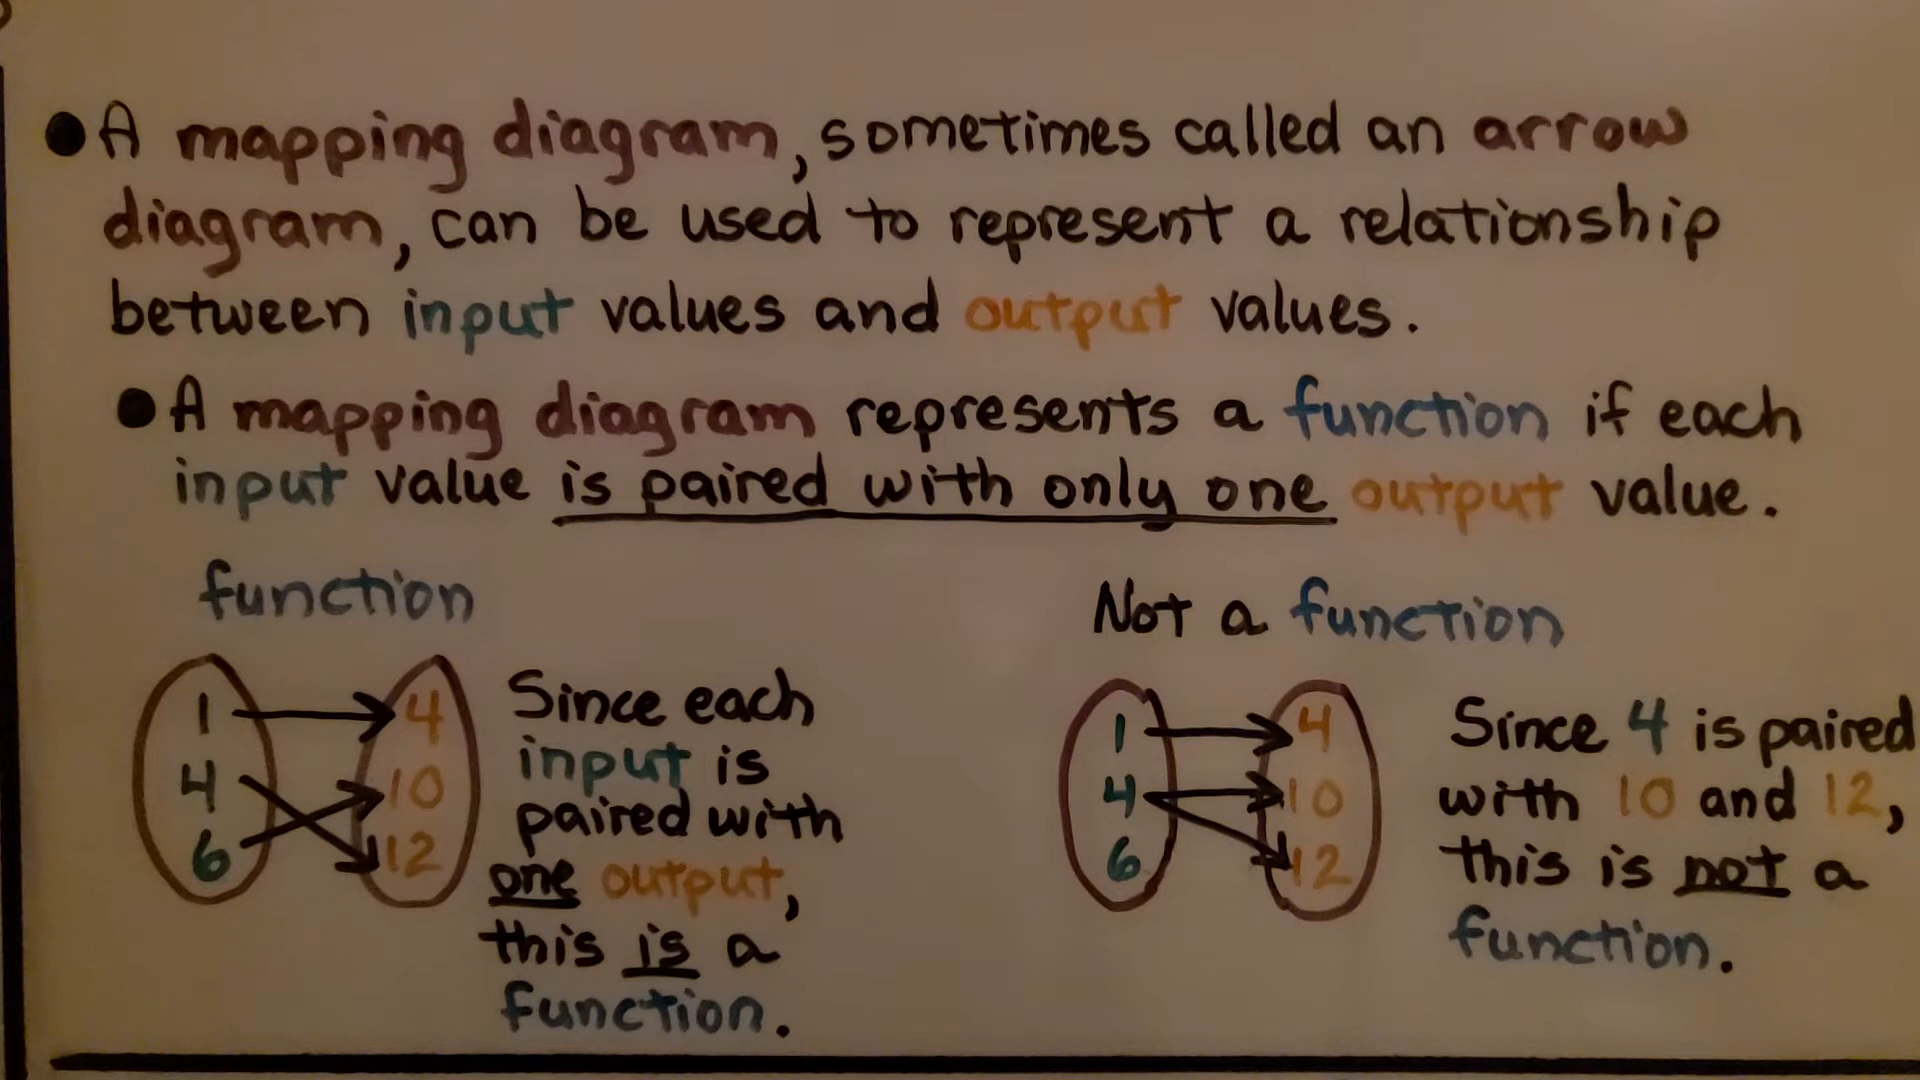 ● A mapping diagram, sometimes called an arrow
diagram, can be used to represent a relationship
between input values and output values.
● A mapping diagram represents a function if each
input value is paired with only one output value.
function
1 4
4 10
6 12
Since each
input is
paired with
one output,
this is a
function.
Not a function
1 4
4 10
6 12
Since 4 is paired
with 10 and 12,
this is not a
function.